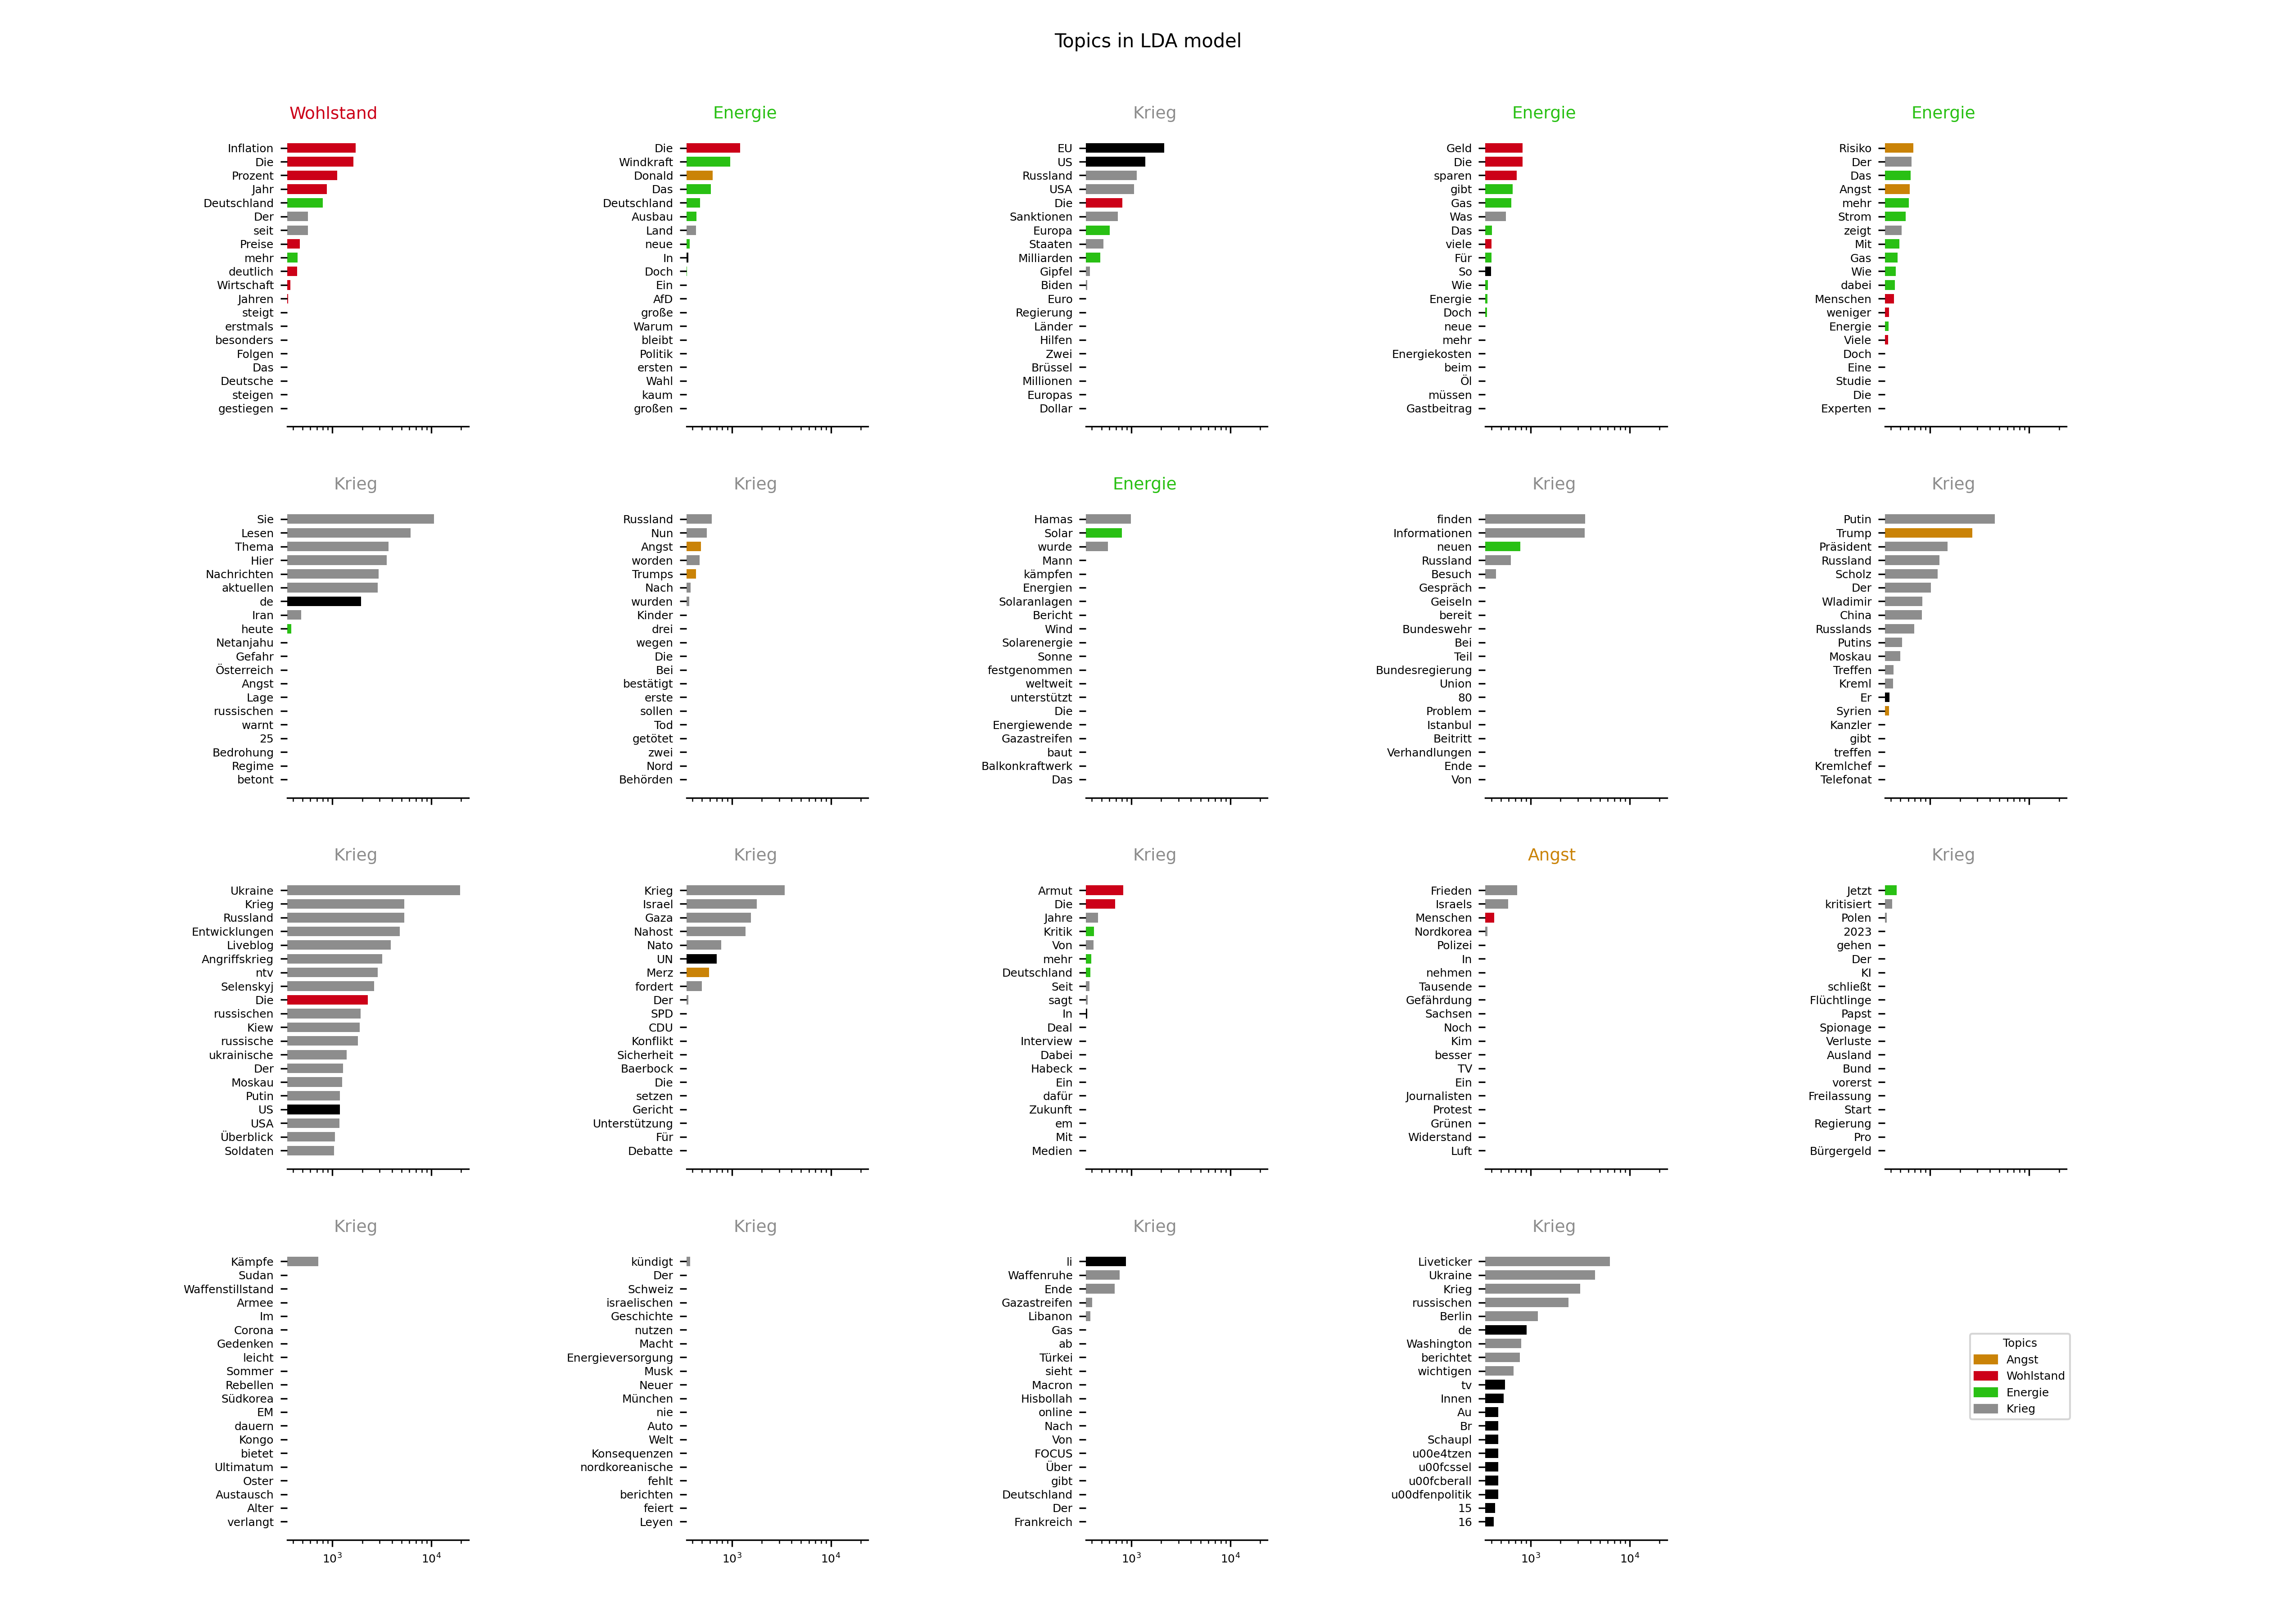 Topics in LDA model
Wohlstand
Inflation
Die
Prozent
Jahr
Deutschland
Der
seit
Preise
mehr
deutlich
Wirtschaft
Jahren
steigt
erstmals
besonders
Folgen
Das
Deutsche
steigen
gestiegen
Energie
Die
Windkraft
Donald
Das
Deutschland
Ausbau
Land
neue
In
Doch
Ein
AfD
große
Warum
bleibt
Politik
ersten
Wahl
kaum
großen
Krieg
EU
US
Russland
USA
Die
Sanktionen
Europa
Staaten
Milliarden
Gipfel
Biden
Euro
Regierung
Länder
Hilfen
Zwei
Brüssel
Millionen
Europas
Dollar
Energie
Geld
Die
sparen
gibt
Gas
Was
Das
viele
Für
So
Wie
Energie
Doch
neue
mehr
Energiekosten
beim
Öl
müssen
Gastbeitrag
Energie
Risiko
Der
Das
Angst
mehr
Strom
zeigt
Mit
Gas
Wie
dabei
Menschen
weniger
Energie
Viele
Doch
Eine
Studie
Die
Experten
Krieg
Sie
Lesen
Thema
Hier
Nachrichten
aktuellen
de
Iran
heute
Netanjahu
Gefahr
Österreich
Angst
Lage
russischen
warnt
25
Bedrohung
Regime
betont
Krieg
Russland
Nun
Angst
worden
Trumps
Nach
wurden
Kinder
drei
wegen
Die
Bei
bestätigt
erste
sollen
Tod
getötet
zwei
Nord
Behörden
Energie
Hamas
Solar
wurde
Mann
kämpfen
Energien
Solaranlagen
Bericht
Wind
Solarenergie
Sonne
festgenommen
weltweit
unterstützt
Die
Energiewende
Gazastreifen
baut
Balkonkraftwerk
Das
Krieg
finden
Informationen
neuen
Russland
Besuch
Gespräch
Geiseln
bereit
Bundeswehr
Bei
Teil
Bundesregierung
Union
80
Problem
Istanbul
Beitritt
Verhandlungen
Ende
Von
Krieg
Putin
Trump
Präsident
Russland
Scholz
Der
Wladimir
China
Russlands
Putins
Moskau
Treffen
Kreml
Er
Syrien
Kanzler
gibt
treffen
Kremlchef
Telefonat
Krieg
Ukraine
Krieg
Russland
Entwicklungen
Liveblog
Angriffskrieg
ntv
Selenskyj
Die
russischen
Kiew
russische
ukrainische
Der
Moskau
Putin
US
USA
Überblick
Soldaten
Krieg
Krieg
Israel
Gaza
Nahost
Nato
UN
Merz
fordert
Der
SPD
CDU
Konflikt
Sicherheit
Baerbock
Die
setzen
Gericht
Unterstützung
Für
Debatte
Krieg
Armut
Die
Jahre
Kritik
Von
mehr
Deutschland
Seit
sagt
In
Deal
Interview
Dabei
Habeck
Ein
dafür
Zukunft
em
Mit
Medien
Angst
Frieden
Israels
Menschen
Nordkorea
Polizei
In
nehmen
Tausende
Gefährdung
Sachsen
Noch
Kim
besser
TV
Ein
Journalisten
Protest
Grünen
Widerstand
Luft
Krieg
Jetzt
kritisiert
Polen
2023
gehen
Der
KI
schließt
Flüchtlinge
Papst
Spionage
Verluste
Ausland
Bund
vorerst
Freilassung
Start
Regierung
Pro
Bürgergeld
Krieg
Kämpfe
Sudan
Waffenstillstand
Armee
Im
Corona
Gedenken
leicht
Sommer
Rebellen
Südkorea
EM
dauern
Kongo
bietet
Ultimatum
Oster
Austausch
Alter
verlangt
10³ 10⁴
Krieg
kündigt
Der
Schweiz
israelischen
Geschichte
nutzen
Macht
Energieversorgung
Musk
Neuer
München
nie
Auto
Welt
Konsequenzen
nordkoreanische
fehlt
berichten
feiert
Leyen
10³ 10⁴
Krieg
li
Waffenruhe
Ende
Gazastreifen
Libanon
Gas
ab
Türkei
sieht
Macron
Hisbollah
online
Nach
Von
FOCUS
Über
gibt
Deutschland
Der
Frankreich
10³ 10⁴
Krieg
Liveticker
Ukraine
Krieg
russischen
Berlin
de
Washington
berichtet
wichtigen
tv
Innen
Au
Br
Schaupl
u00e4tzen
u00fcssel
u00fcberall
u00dfenpolitik
15
16
10³ 10⁴
Topics
Angst
Wohlstand
Energie
Krieg